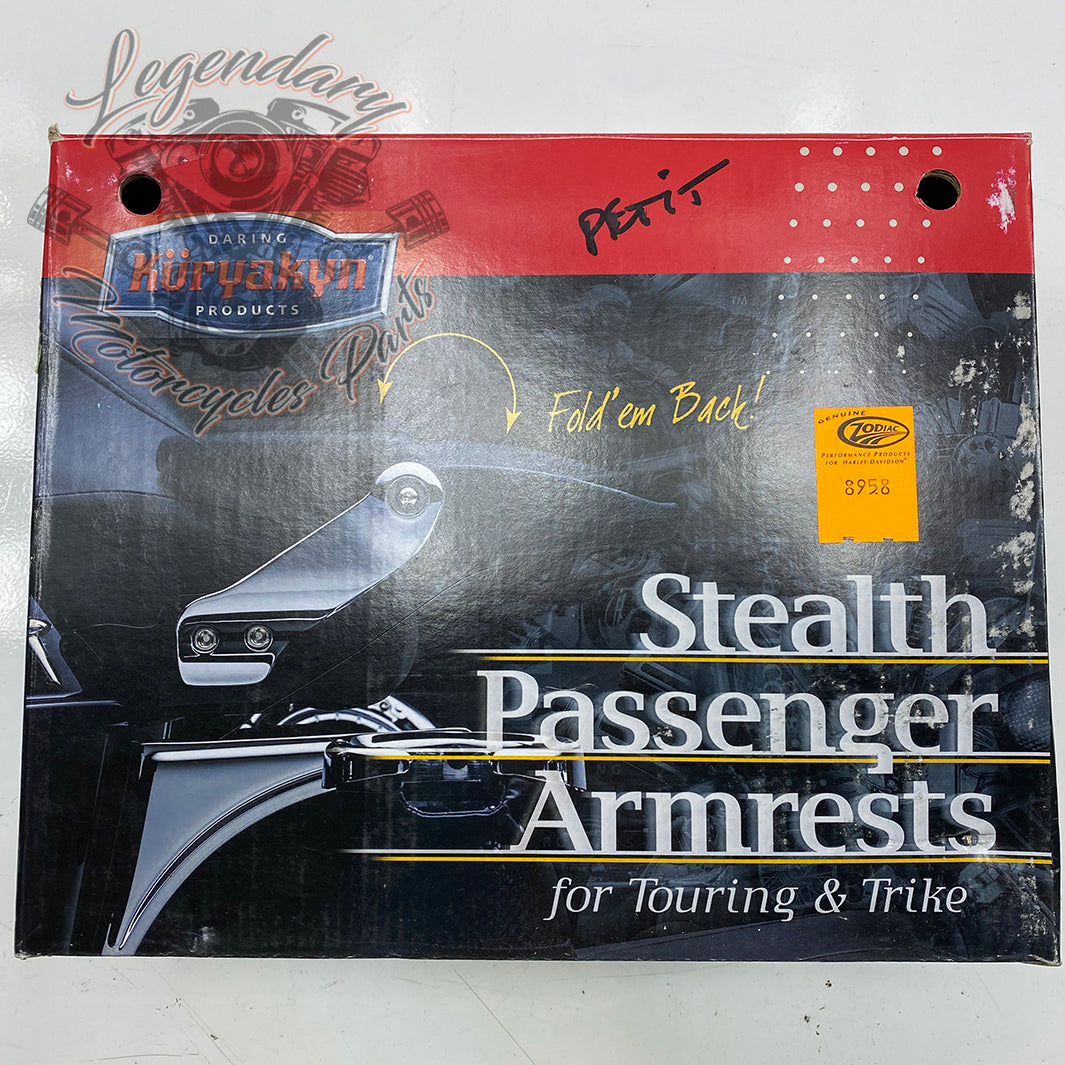 Legendary
Motorcycles Parts
PETIT
DARING
Küryakyn®
PRODUCTS
Fold'em Back!
GENUINE
ZODIAC
PERFORMANCE PRODUCTS
FOR HARLEY-DAVIDSON®
8958
Stealth
Passenger
Armrests
for Touring & Trike